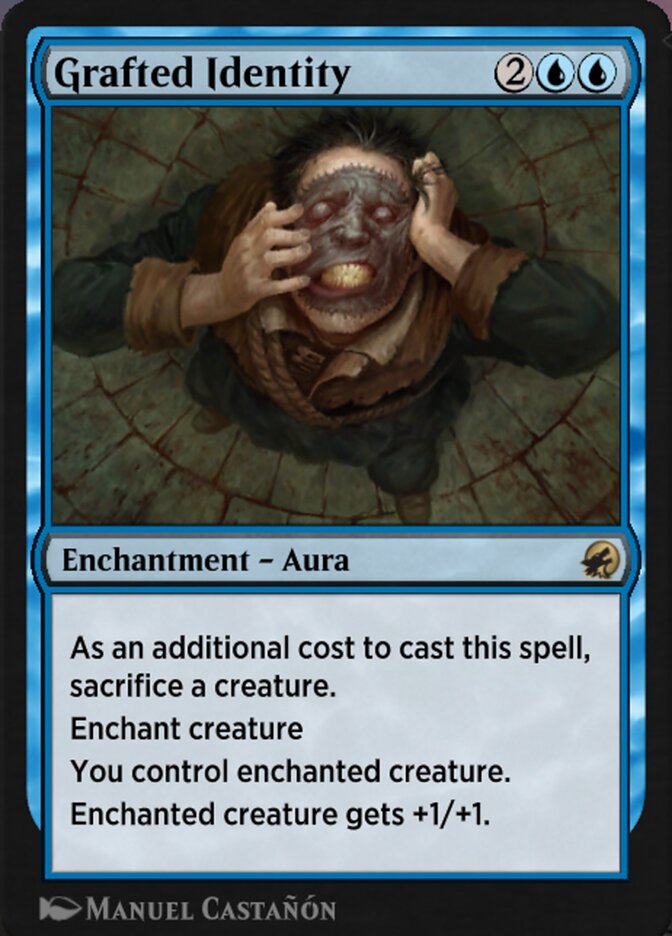 Grafted Identity 2
Enchantment – Aura
As an additional cost to cast this spell,
sacrifice a creature.
Enchant creature
You control enchanted creature.
Enchanted creature gets +1/+1.
Manuel Castañón